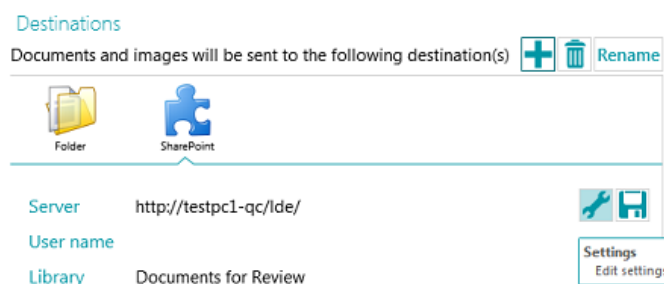 Destinations
Documents and images will be sent to the following destination(s) Rename
Folder SharePoint
Server http://testpc1-qc/lde/
User name
Settings
Edit settings
Library Documents for Review